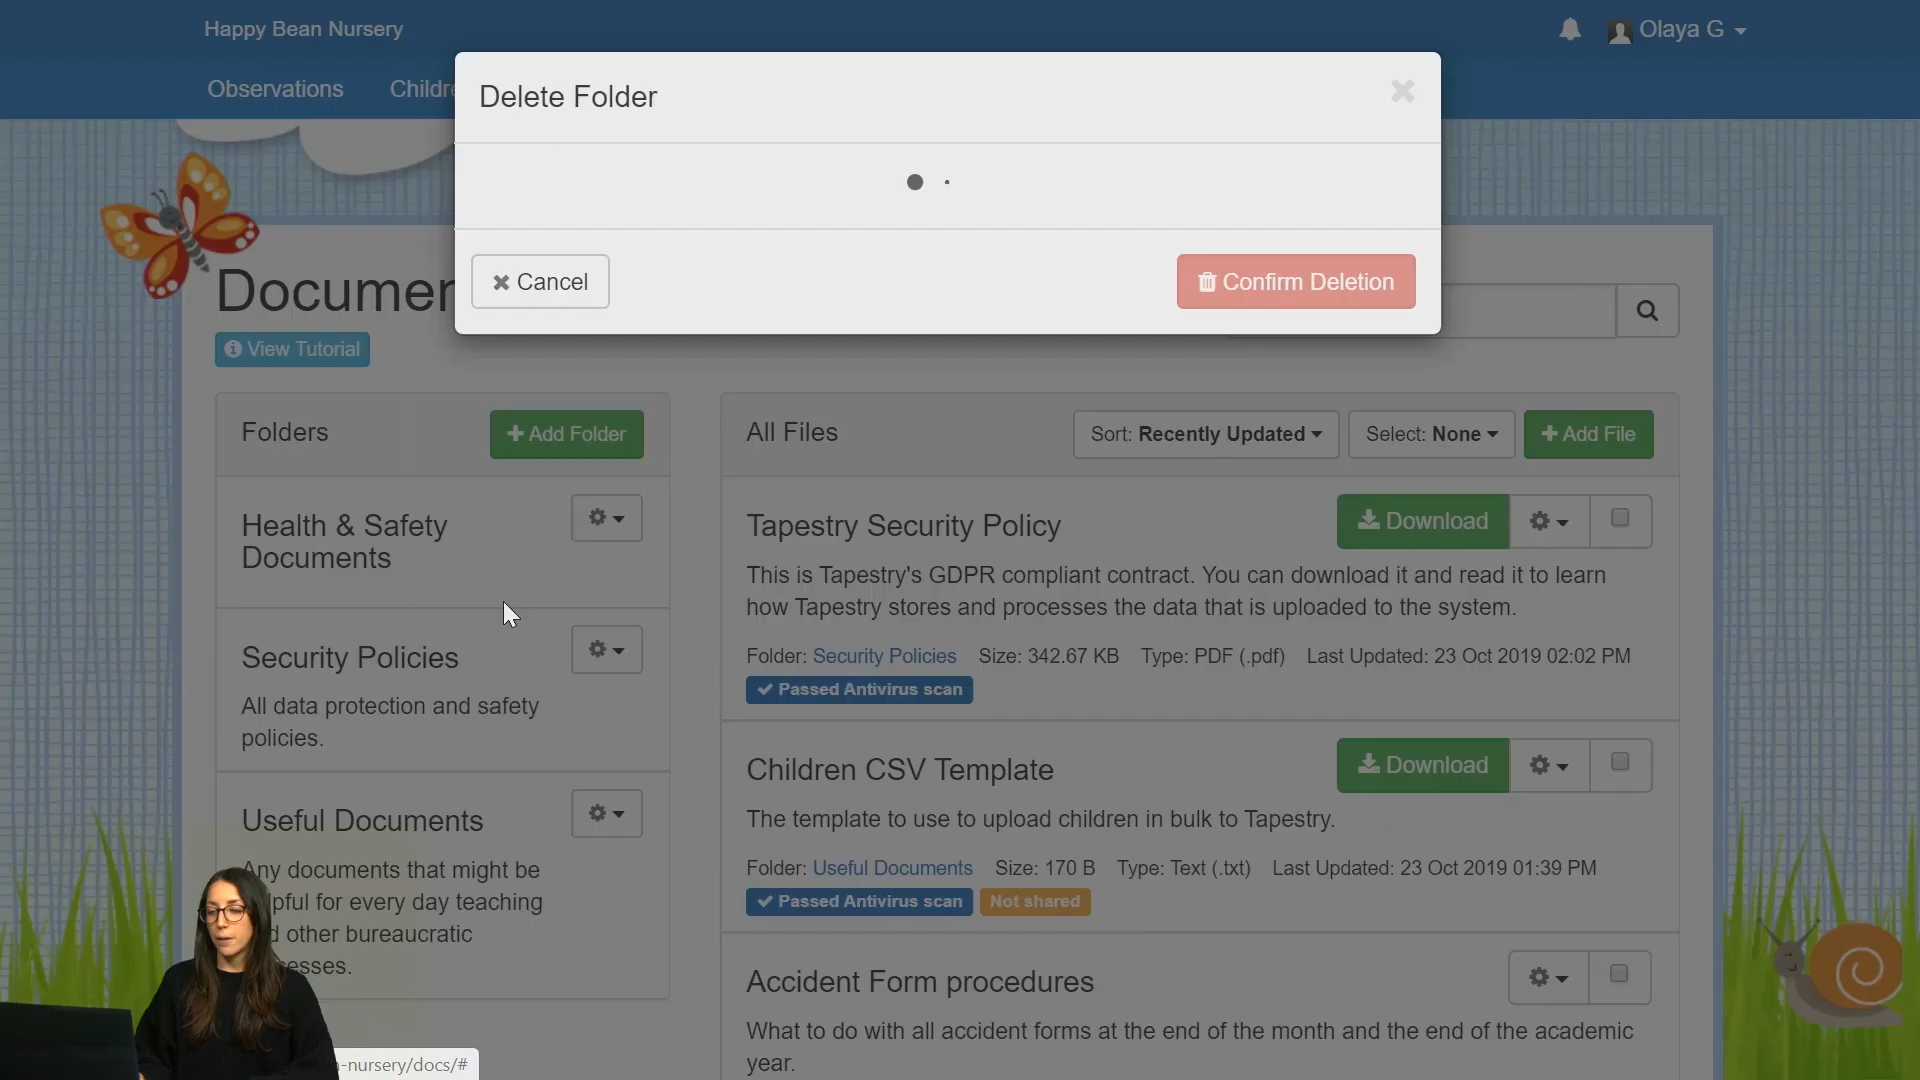 Happy Bean Nursery
Olaya G
Observations
Delete Folder
Cancel
Confirm Deletion
View Tutorial
Folders
Add Folder
All Files
Sort: Recently Updated
Select: None
Add File
Health & Safety
Documents
Security Policies
All data protection and safety
policies.
Useful Documents
Any documents that might be
for every day teaching
other bureaucratic
Tapestry Security Policy
Download
This is Tapestry's GDPR compliant contract. You can download it and read it to learn
how Tapestry stores and processes the data that is uploaded to the system.
Folder: Security Policies Size: 342.67 KB Type: PDF (.pdf) Last Updated: 23 Oct 2019 02:02 PM
Passed Antivirus scan
Children CSV Template
Download
The template to use to upload children in bulk to Tapestry.
Folder: Useful Documents Size: 170 B Type: Text (.txt) Last Updated: 23 Oct 2019 01:39 PM
Passed Antivirus scan Not shared
Accident Form procedures
What to do with all accident forms at the end of the month and the end of the academic
year.
-nursery/docs/#